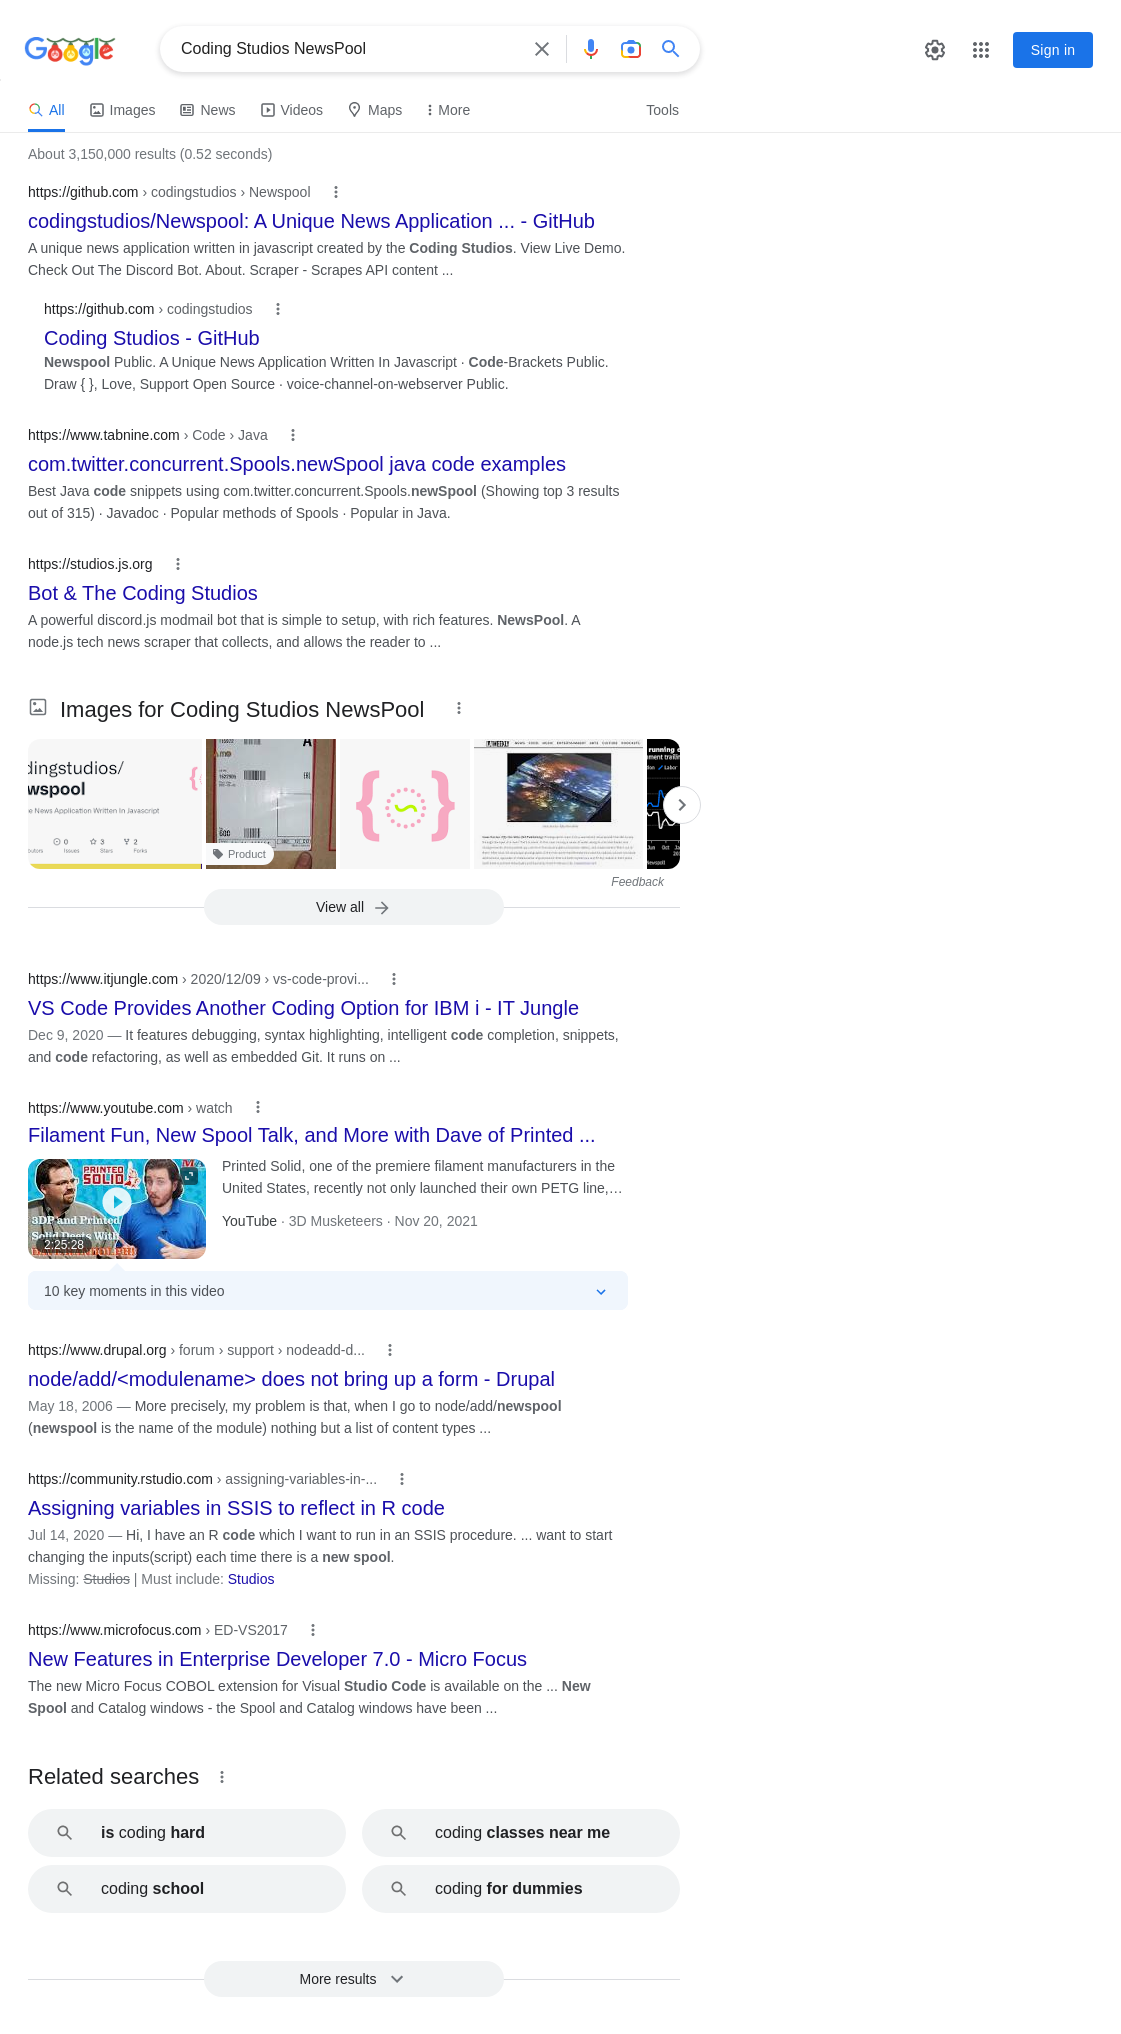 Google
Coding Studios NewsPool
Sign in
All
Images
News
Videos
Maps
More
Tools
About 3,150,000 results (0.52 seconds)
https://github.com › codingstudios › Newspool
codingstudios/Newspool: A Unique News Application ... - GitHub
A unique news application written in javascript created by the Coding Studios. View Live Demo.
Check Out The Discord Bot. About. Scraper - Scrapes API content ...
https://github.com › codingstudios
Coding Studios - GitHub
Newspool Public. A Unique News Application Written In Javascript · Code-Brackets Public.
Draw { }, Love, Support Open Source · voice-channel-on-webserver Public.
https://www.tabnine.com › Code › Java
com.twitter.concurrent.Spools.newSpool java code examples
Best Java code snippets using com.twitter.concurrent.Spools.newSpool (Showing top 3 results
out of 315) · Javadoc · Popular methods of Spools · Popular in Java.
https://studios.js.org
Bot & The Coding Studios
A powerful discord.js modmail bot that is simple to setup, with rich features. NewsPool. A
node.js tech news scraper that collects, and allows the reader to ...
Images for Coding Studios NewsPool
dingstudios/
wspool
e News Application Written In Javascript
Product
Feedback
View all
https://www.itjungle.com › 2020/12/09 › vs-code-provi...
VS Code Provides Another Coding Option for IBM i - IT Jungle
Dec 9, 2020 — It features debugging, syntax highlighting, intelligent code completion, snippets,
and code refactoring, as well as embedded Git. It runs on ...
https://www.youtube.com › watch
Filament Fun, New Spool Talk, and More with Dave of Printed ...
PRINTED
SOLID
3DP and Printed
Solid Deets With
2:25:28
Printed Solid, one of the premiere filament manufacturers in the
United States, recently not only launched their own PETG line,…
YouTube · 3D Musketeers · Nov 20, 2021
10 key moments in this video
https://www.drupal.org › forum › support › nodeadd-d...
node/add/<modulename> does not bring up a form - Drupal
May 18, 2006 — More precisely, my problem is that, when I go to node/add/newspool
(newspool is the name of the module) nothing but a list of content types ...
https://community.rstudio.com › assigning-variables-in-...
Assigning variables in SSIS to reflect in R code
Jul 14, 2020 — Hi, I have an R code which I want to run in an SSIS procedure. ... want to start
changing the inputs(script) each time there is a new spool.
Missing: Studios | Must include: Studios
https://www.microfocus.com › ED-VS2017
New Features in Enterprise Developer 7.0 - Micro Focus
The new Micro Focus COBOL extension for Visual Studio Code is available on the ... New
Spool and Catalog windows - the Spool and Catalog windows have been ...
Related searches
is coding hard
coding classes near me
coding school
coding for dummies
More results